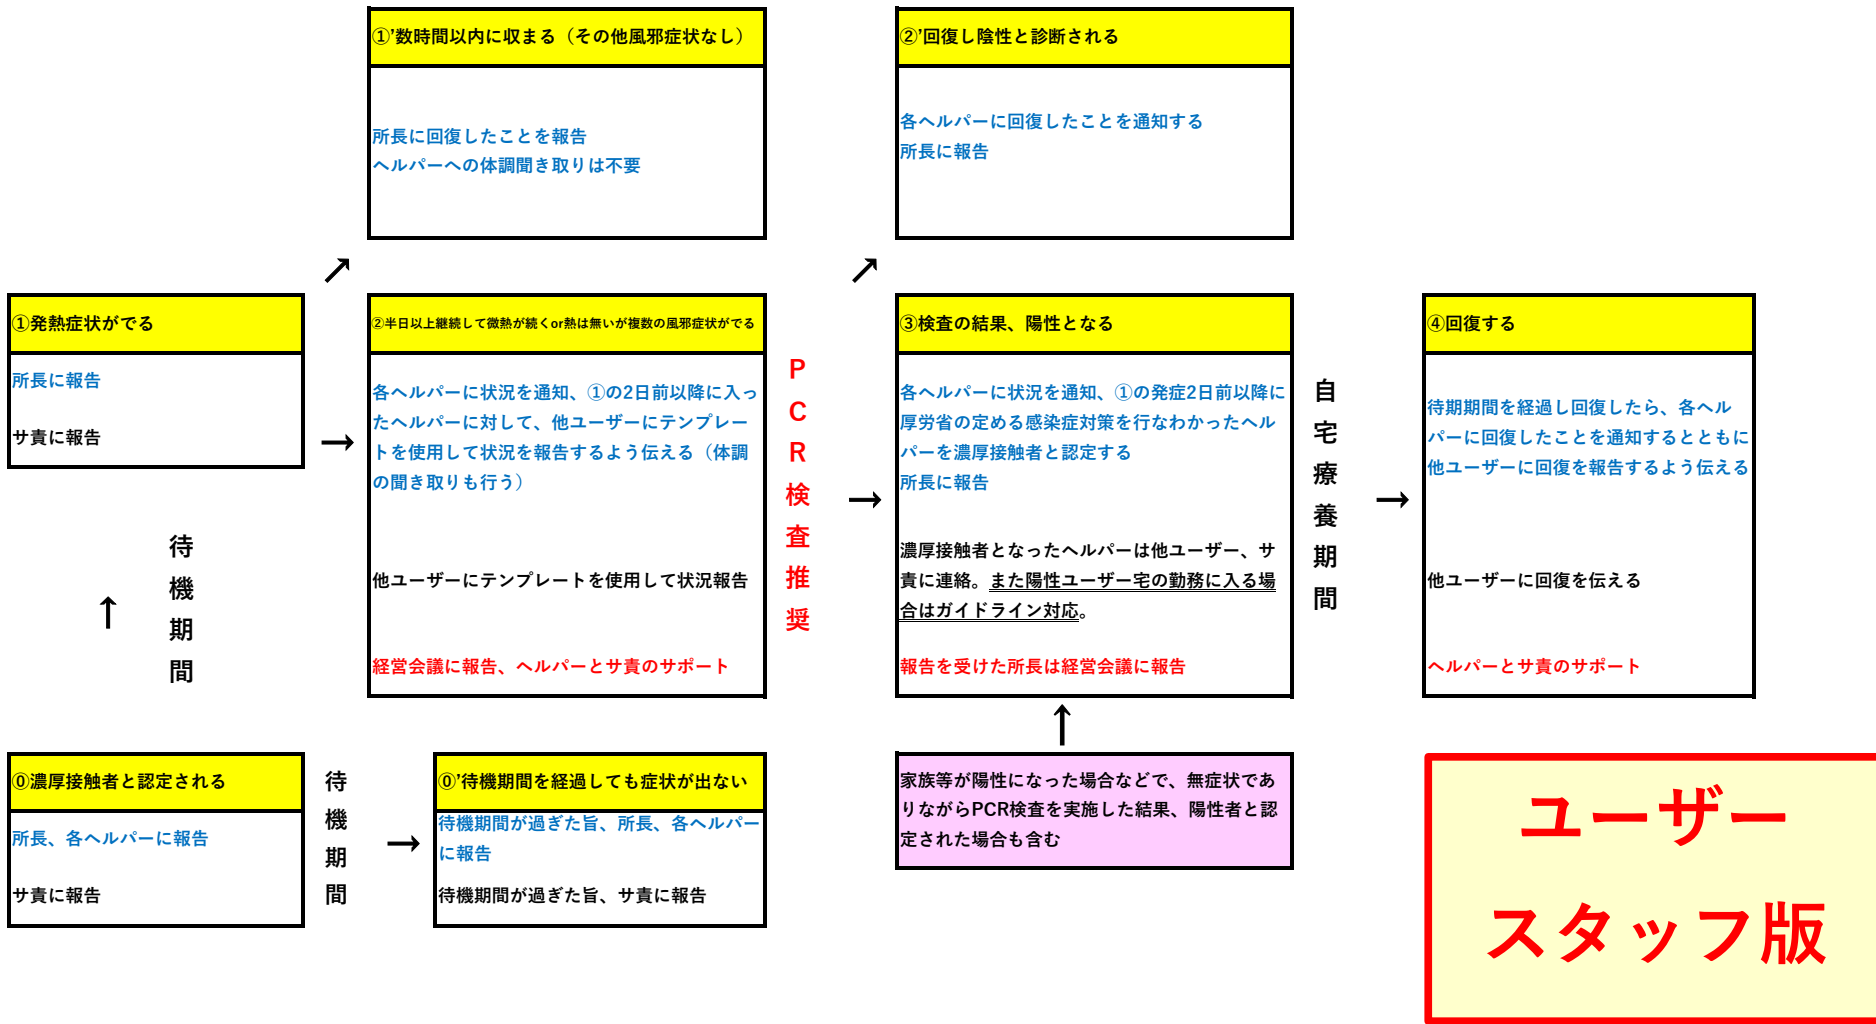 ①’数時間以内に収まる（その他風邪症状なし）
所長に回復したことを報告
ヘルパーへの体調聞き取りは不要
②’回復し陰性と診断される
各ヘルパーに回復したことを通知する
所長に報告
↗
↗
①発熱症状がでる
所長に報告
サ責に報告
→
②半日以上継続して微熱が続くor熱は無いが複数の風邪症状がでる
各ヘルパーに状況を通知、①の2日前以降に入っ
たヘルパーに対して、他ユーザーにテンプレー
トを使用して状況を報告するよう伝える（体調
の聞き取りも行う）
他ユーザーにテンプレートを使用して状況報告
経営会議に報告、ヘルパーとサ責のサポート
PCR検査推奨
→
③検査の結果、陽性となる
各ヘルパーに状況を通知、①の発症2日前以降に
厚労省の定める感染症対策を行なわかったヘル
パーを濃厚接触者と認定する
所長に報告
濃厚接触者となったヘルパーは他ユーザー、サ
責に連絡。また陽性ユーザー宅の勤務に入る場
合はガイドライン対応。
報告を受けた所長は経営会議に報告
自宅療養期間
→
④回復する
待期期間を経過し回復したら、各ヘル
パーに回復したことを通知するとともに
他ユーザーに回復を報告するよう伝える
他ユーザーに回復を伝える
ヘルパーとサ責のサポート
↑
待機期間
↑
⓪濃厚接触者と認定される
所長、各ヘルパーに報告
サ責に報告
待機期間
→
⓪’待機期間を経過しても症状が出ない
待機期間が過ぎた旨、所長、各ヘルパー
に報告
待機期間が過ぎた旨、サ責に報告
家族等が陽性になった場合などで、無症状であ
りながらPCR検査を実施した結果、陽性者と認
定された場合も含む
ユーザー
スタッフ版